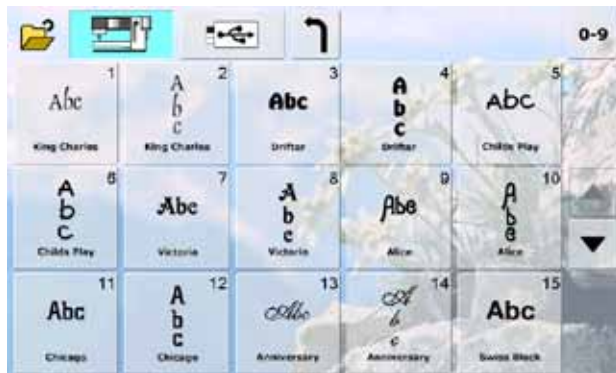 0-9
1
Abc
King Charles
2
A
b
c
King Charles
3
Abc
Drifter
4
A
b
c
Drifter
5
Abc
Childs Play
6
A
b
c
Childs Play
7
Abc
Victoria
8
A
b
c
Victoria
9
Abc
Alice
10
A
b
c
Alice
11
Abc
Chicago
12
A
b
c
Chicago
13
Abc
Anniversary
14
A
b
c
Anniversary
15
Abc
Swiss Block